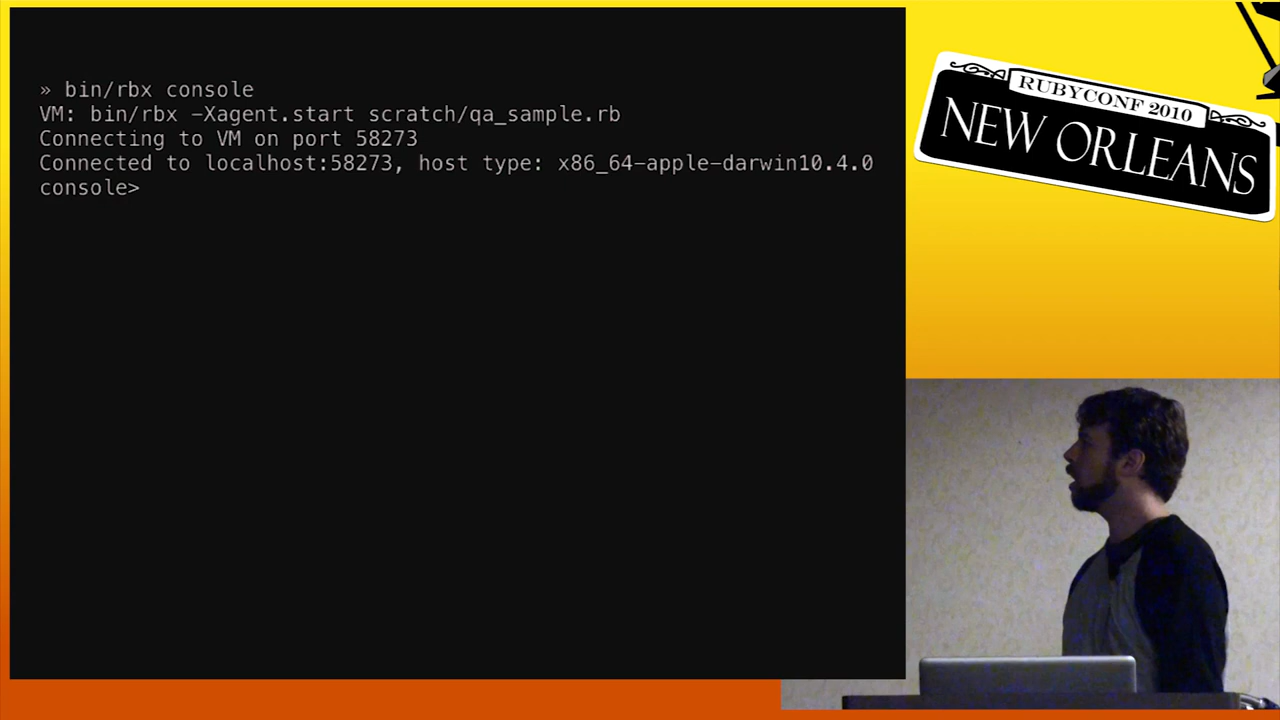 » bin/rbx console
VM: bin/rbx -Xagent.start scratch/qa_sample.rb
Connecting to VM on port 58273
Connected to localhost:58273, host type: x86_64-apple-darwin10.4.0
console>
RUBYCONF 2010
NEW ORLEANS